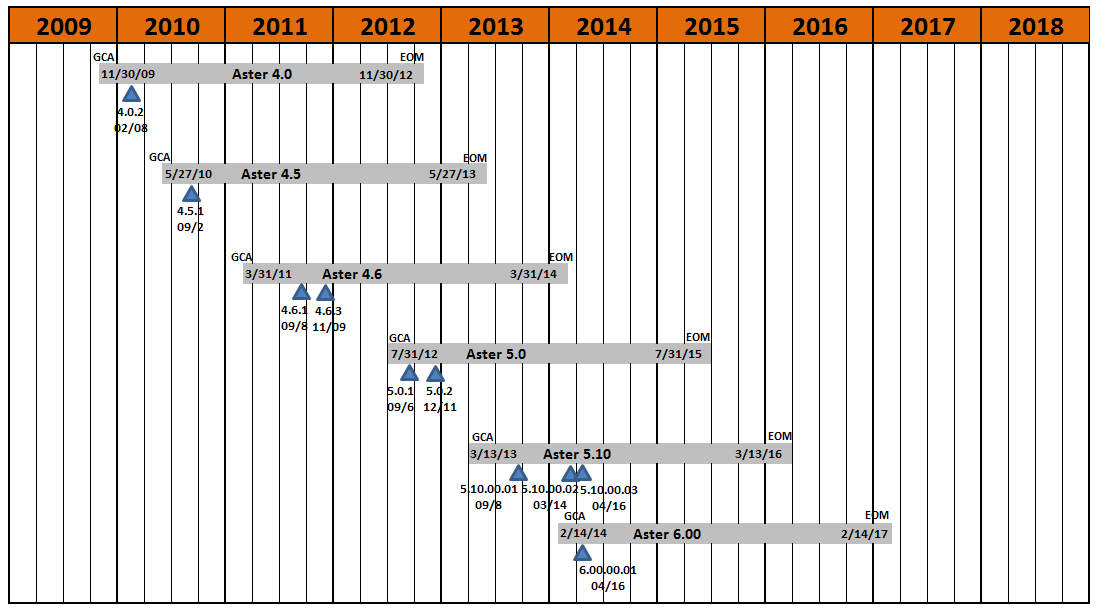 2009 2010 2011 2012 2013 2014 2015 2016 2017 2018
GCA EOM
11/30/09 Aster 4.0 11/30/12
4.0.2
02/08
GCA EOM
5/27/10 Aster 4.5 5/27/13
4.5.1
09/2
GCA EOM
3/31/11 Aster 4.6 3/31/14
4.6.1 4.6.3
09/8 11/09
GCA EOM
7/31/12 Aster 5.0 7/31/15
5.0.1 5.0.2
09/6 12/11
GCA EOM
3/13/13 Aster 5.10 3/13/16
5.10.00.01 5.10.00.02 5.10.00.03
09/8 03/14 04/16
GCA EOM
2/14/14 Aster 6.00 2/14/17
6.00.00.01
04/16